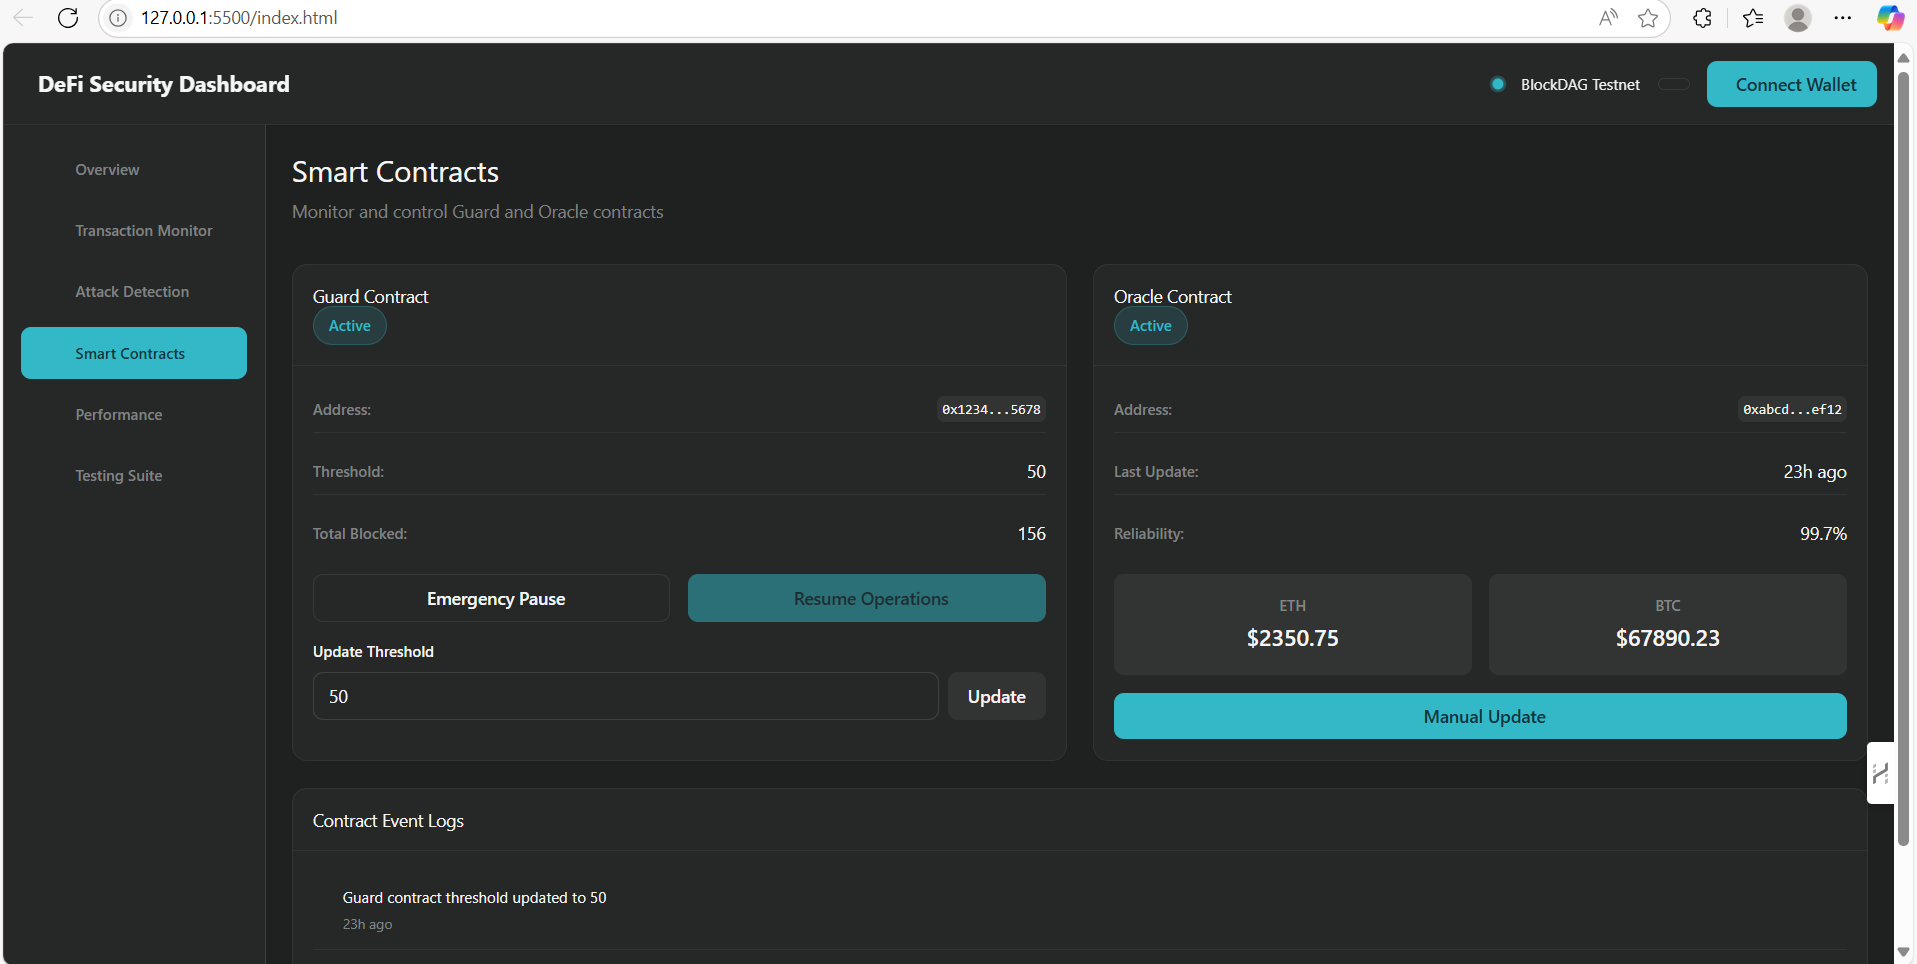 127.0.0.1:5500/index.html
DeFi Security Dashboard
BlockDAG Testnet
Connect Wallet
Overview
Transaction Monitor
Attack Detection
Smart Contracts
Performance
Testing Suite
Smart Contracts
Monitor and control Guard and Oracle contracts
Guard Contract
Active
Address:
0x1234...5678
Threshold:
50
Total Blocked:
156
Emergency Pause
Resume Operations
Update Threshold
50
Update
Oracle Contract
Active
Address:
0xabcd...ef12
Last Update:
23h ago
Reliability:
99.7%
ETH
$2350.75
BTC
$67890.23
Manual Update
Contract Event Logs
Guard contract threshold updated to 50
23h ago